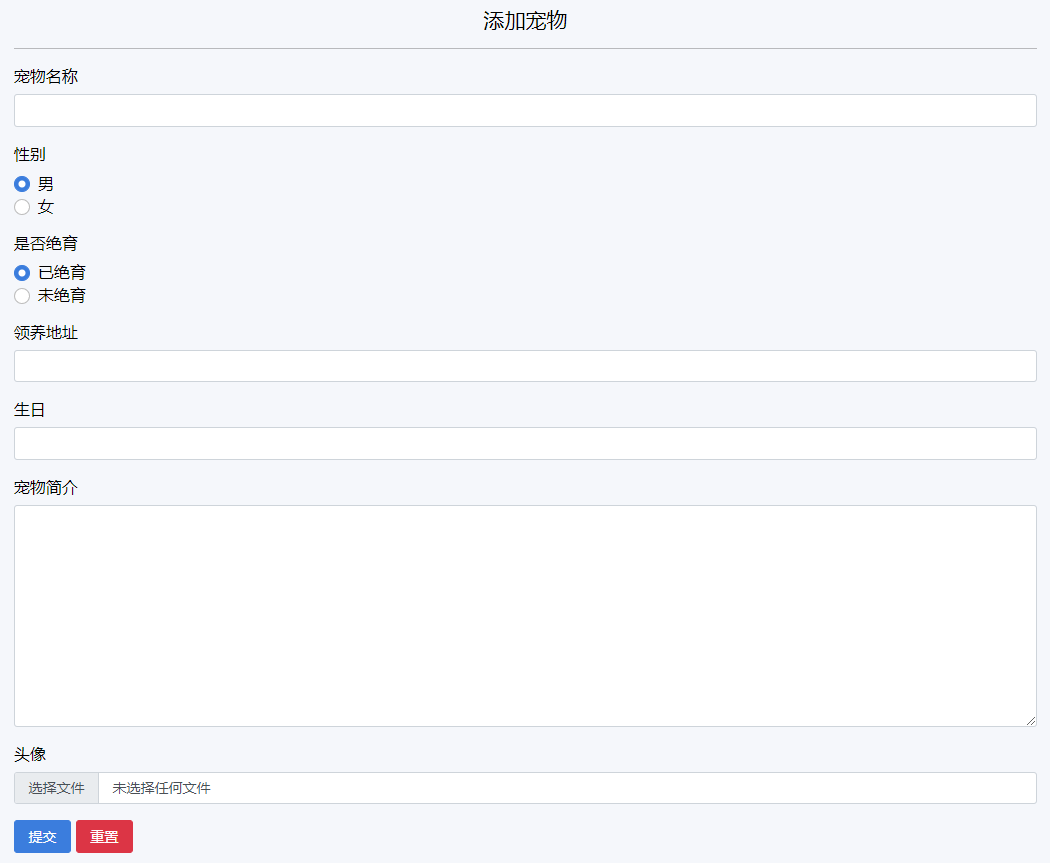 添加宠物
宠物名称
性别
男
女
是否绝育
已绝育
未绝育
领养地址
生日
宠物简介
头像
选择文件 未选择任何文件
提交 重置